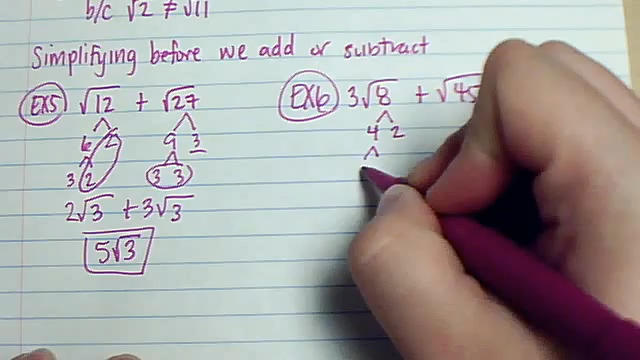 b/c √2 ≠ √11
Simplifying before we add or subtract
EX5 √12 + √27
6 2 9 3
3 2 3 3
2√3 + 3√3
5√3
EX6 3√8 + √45
4 2